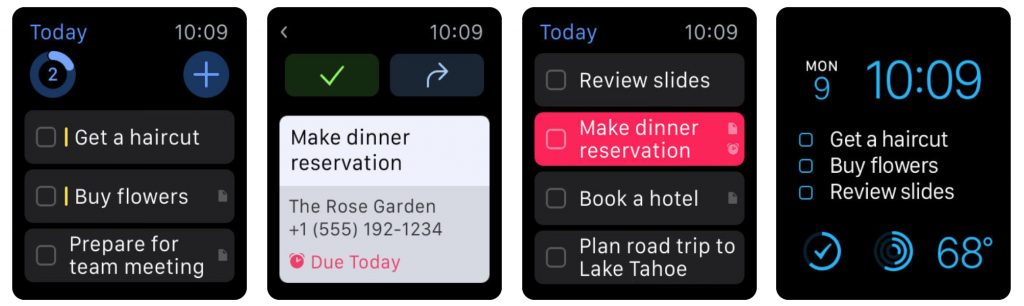 Today 10:09
2
Get a haircut
Buy flowers
Prepare for
team meeting
10:09
Make dinner
reservation
The Rose Garden
+1 (555) 192-1234
Due Today
Today 10:09
Review slides
Make dinner
reservation
Book a hotel
Plan road trip to
Lake Tahoe
MON
9
10:09
Get a haircut
Buy flowers
Review slides
68°